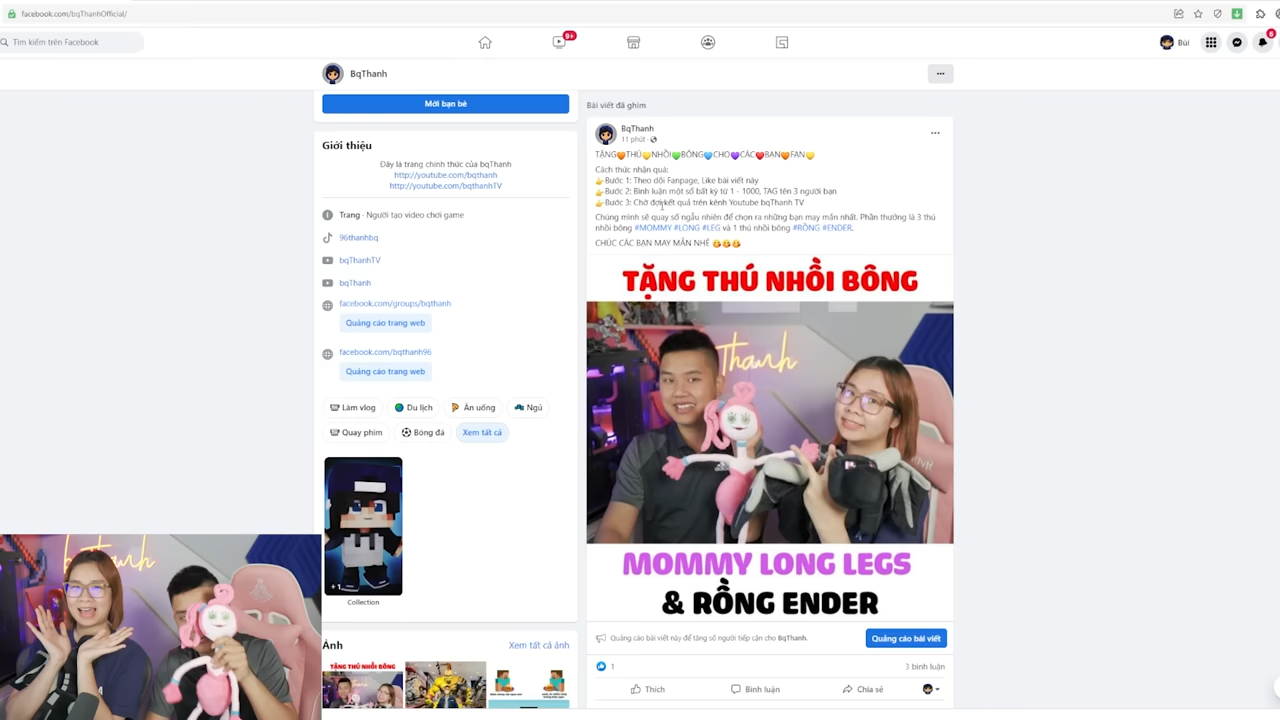 facebook.com/bqThanhOfficial/
Tìm kiếm trên Facebook
9+
Bùi
6
BqThanh
Mời bạn bè
Giới thiệu
Đây là trang chính thức của bqThanh
http://youtube.com/bqthanh
http://youtube.com/bqthanhTV
Trang · Người tạo video chơi game
96thanhbq
bqThanhTV
bqThanh
facebook.com/groups/bqthanh
Quảng cáo trang web
facebook.com/bqthanh96
Quảng cáo trang web
Làm vlog
Du lịch
Ăn uống
Ngủ
Quay phim
Bóng đá
Xem tất cả
+1
Collection
Ảnh
Xem tất cả ảnh
TẶNG THÚ NHỒI BÔNG
Bài viết đã ghim
BqThanh
11 phút ·
TẶNG🧡THÚ💛NHỒI💚BÔNG💙CHO💜CÁC❤️BẠN🧡FAN💛
Cách thức nhận quà:
👉Bước 1: Theo dõi Fanpage, Like bài viết này
👉Bước 2: Bình luận một số bất kỳ từ 1 - 1000, TAG tên 3 người bạn
👉Bước 3: Chờ đợi kết quả trên kênh Youtube bqThanh TV
Chúng mình sẽ quay số ngẫu nhiên để chọn ra những bạn may mắn nhất. Phần thưởng là 3 thú
nhồi bông #MOMMY #LONG #LEG và 1 thú nhồi bông #RỒNG #ENDER.
CHÚC CÁC BẠN MAY MẮN NHÉ 🥰🥰🥰
TẶNG THÚ NHỒI BÔNG
Thanh
MOMMY LONG LEGS
& RỒNG ENDER
Quảng cáo bài viết này để tăng số người tiếp cận cho BqThanh.
Quảng cáo bài viết
1
3 bình luận
Thích
Bình luận
Chia sẻ